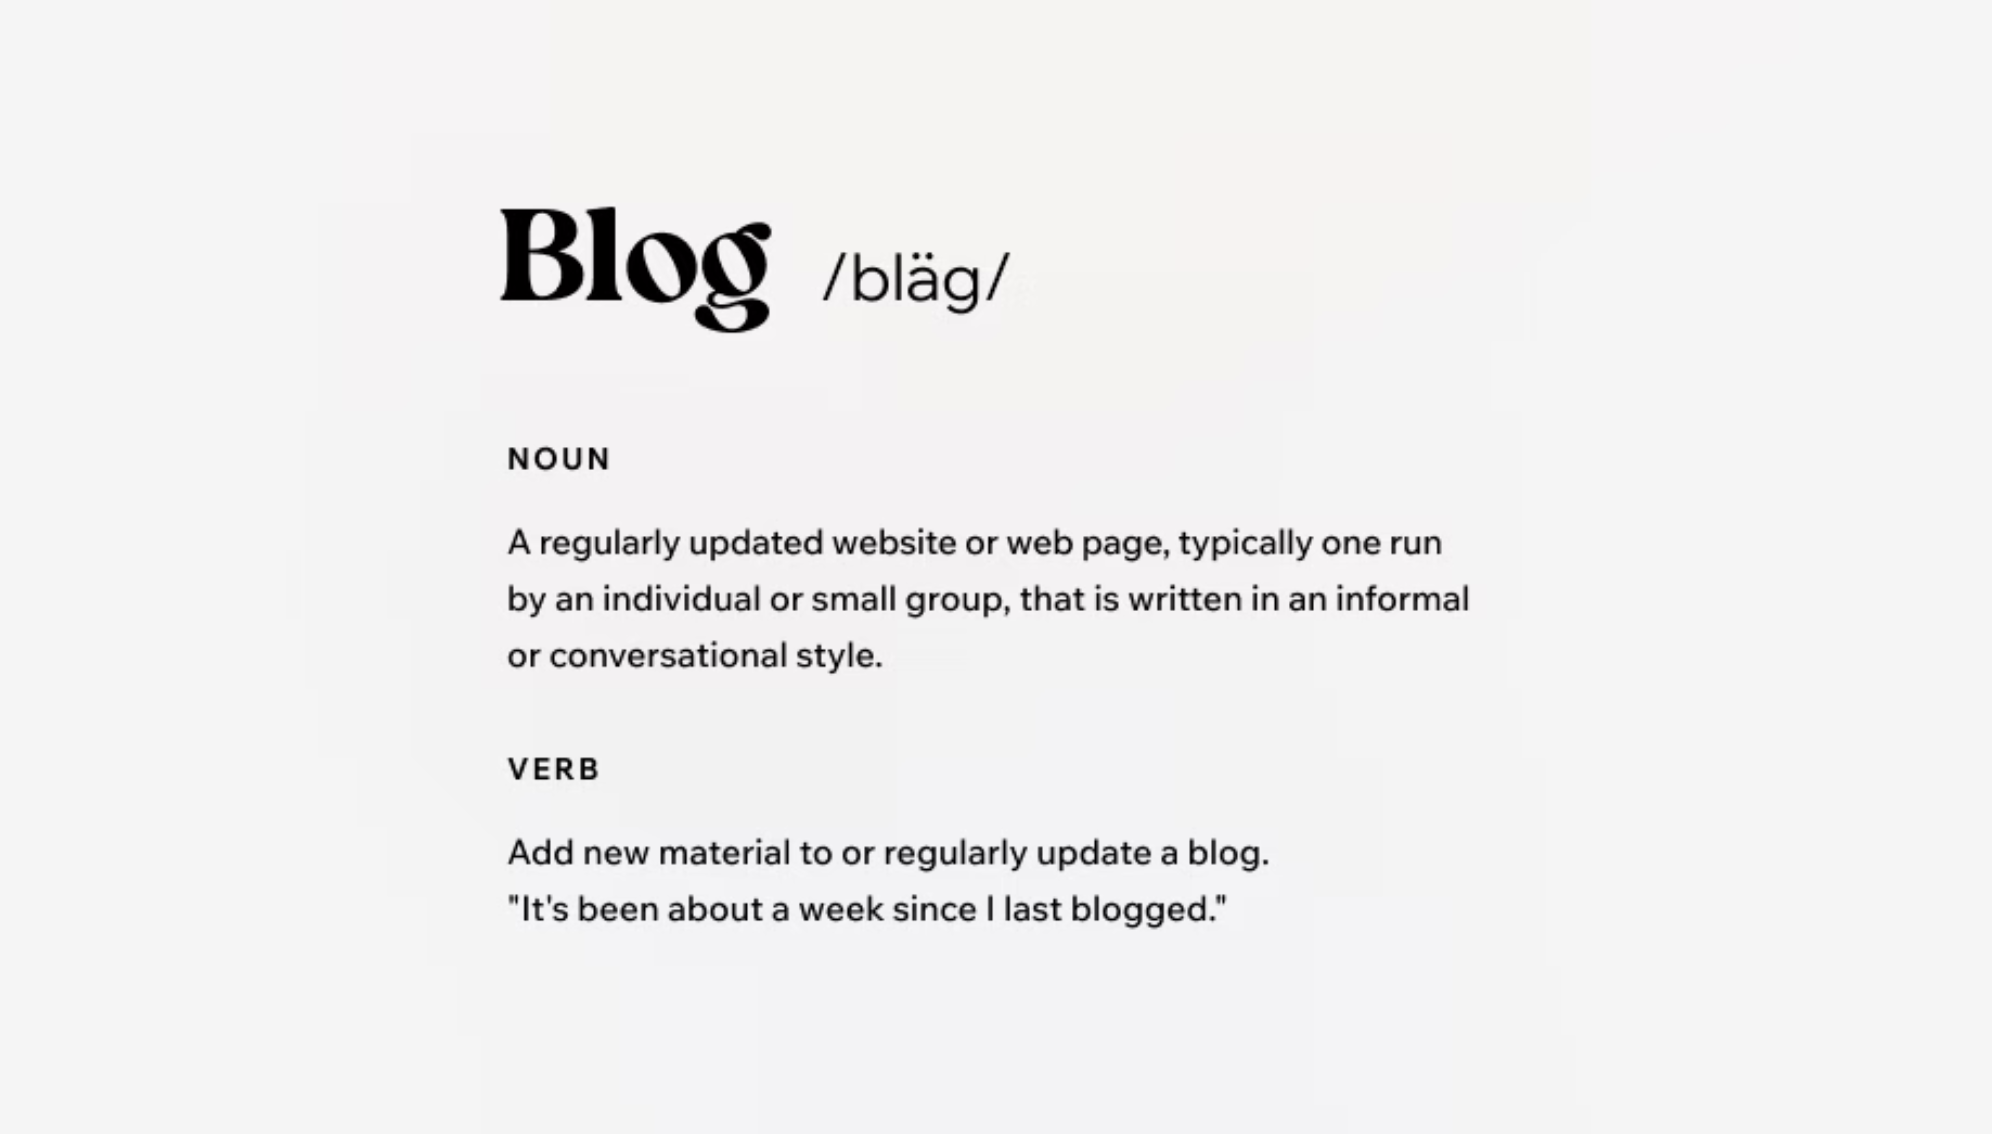 Blog /bläg/
NOUN
A regularly updated website or web page, typically one run
by an individual or small group, that is written in an informal
or conversational style.
VERB
Add new material to or regularly update a blog.
"It's been about a week since I last blogged."